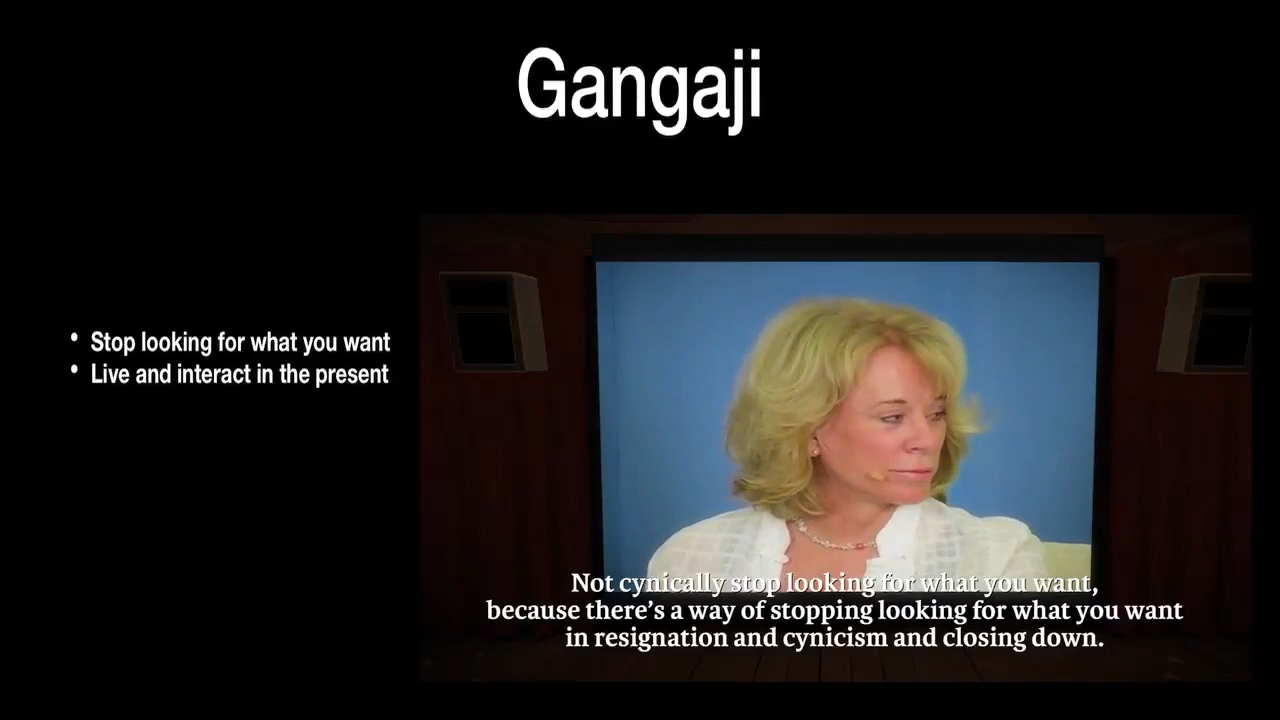 Gangaji
• Stop looking for what you want
• Live and interact in the present
Not cynically stop looking for what you want,
because there's a way of stopping looking for what you want
in resignation and cynicism and closing down.